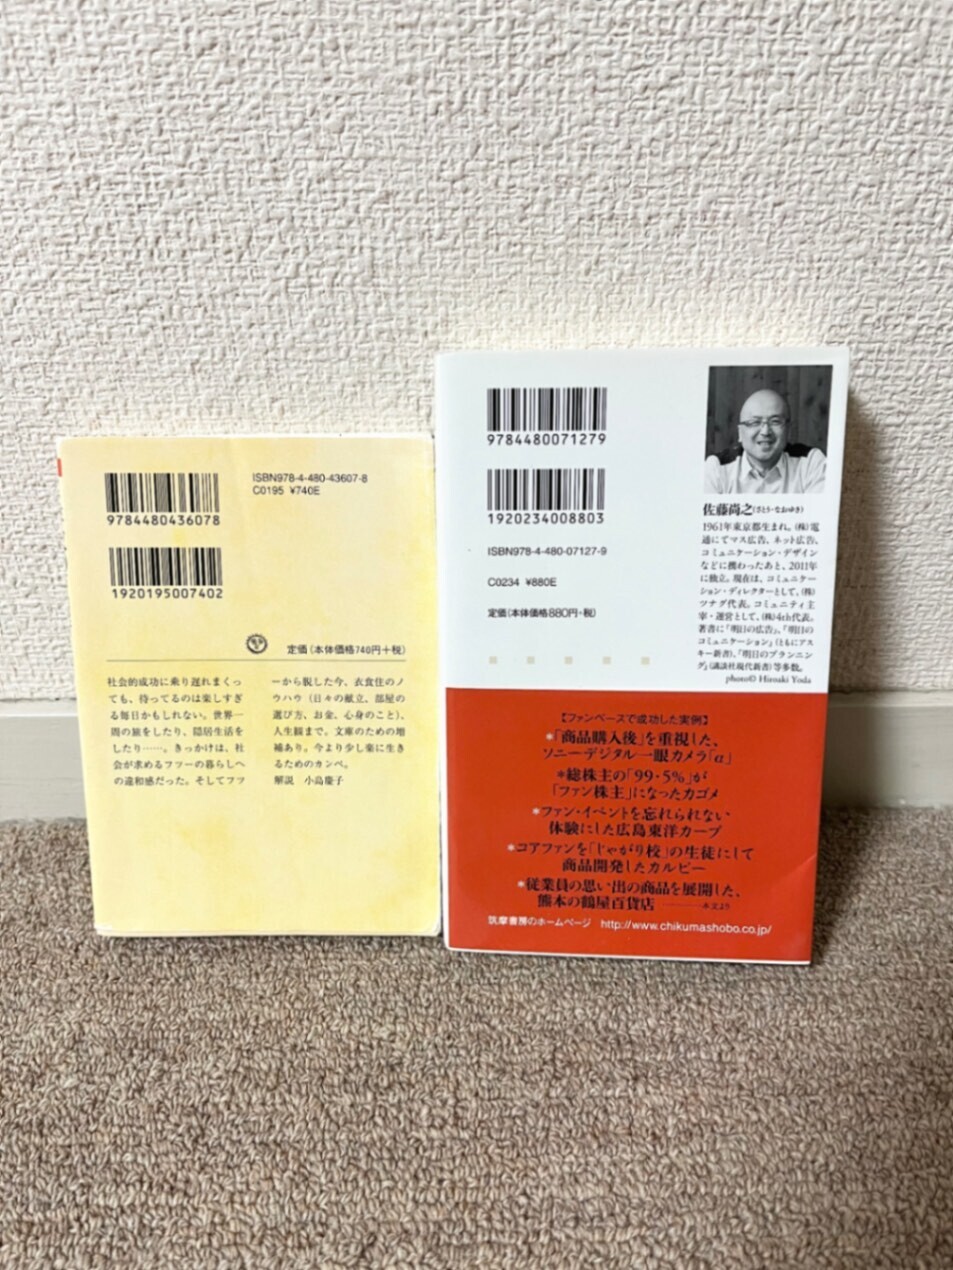 9784480436078
ISBN978-4-480-43607-8
C0195 ¥740E
1920195007402
定価(本体価格740円+税)
社会的成功に乗り遅れまくって
も、待ってるのは楽しすぎ
る毎日かもしれない。世界一
周の旅をしたり、隠居生活を
したり……。きっかけは、社
会が求めるフツーの暮らしへ
の違和感だった。そしてフツ
ーから脱した今、衣食住のノ
ウハウ(日々の献立、部屋の
選び方、お金、心身のこと)、
人生観まで。文庫のための増
補あり。今より少し楽に生き
るためのカンペ。
解説 小島慶子
9784480071279
1920234008803
ISBN978-4-480-07127-9
C0234 ¥880E
定価(本体価格880円+税)
佐藤尚之(さとう・なおゆき)
1961年東京都生まれ。(株)電
通にてマス広告、ネット広告、
コミュニケーション・デザイン
などに携わったあと、2011年
に独立。現在は、コミュニケー
ション・ディレクターとして、(株)
ツナグ代表。コミュニティ主
宰・運営として、(株)4th代表。
著書に「明日の広告」、「明日の
コミュニケーション」(ともにアス
キー新書)、「明日のプランニン
グ」(講談社現代新書)等多数。
photo© Hiroaki Yoda
【ファンベースで成功した実例】
*「商品購入後」を重視した、
ソニーデジタル一眼カメラ「α」
*総株主の「99・5%」が
「ファン株主」になったカゴメ
*ファン・イベントを忘れられない
体験にした広島東洋カープ
*コアファンを「じゃがり校」の生徒にして
商品開発したカルビー
*従業員の思い出の商品を展開した、
熊本の鶴屋百貨店 ――― 本文より
筑摩書房のホームページ http://www.chikumashobo.co.jp/